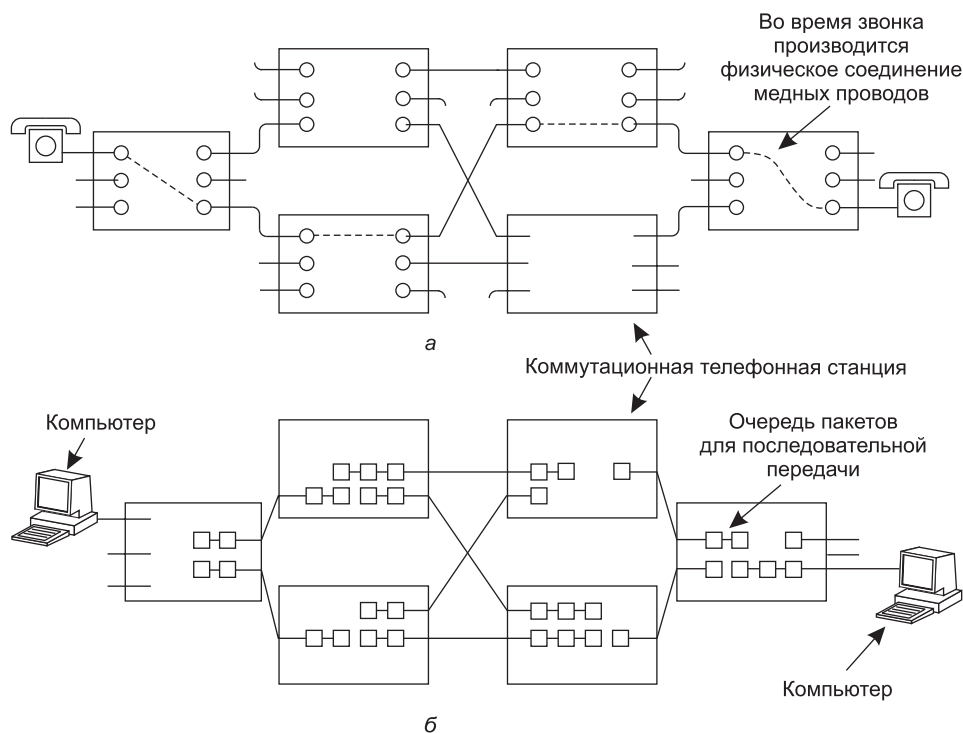 Во время звонка
производится
физическое соединение
медных проводов
а
Коммутационная телефонная станция
Компьютер
Очередь пакетов
для последовательной
передачи
Компьютер
б